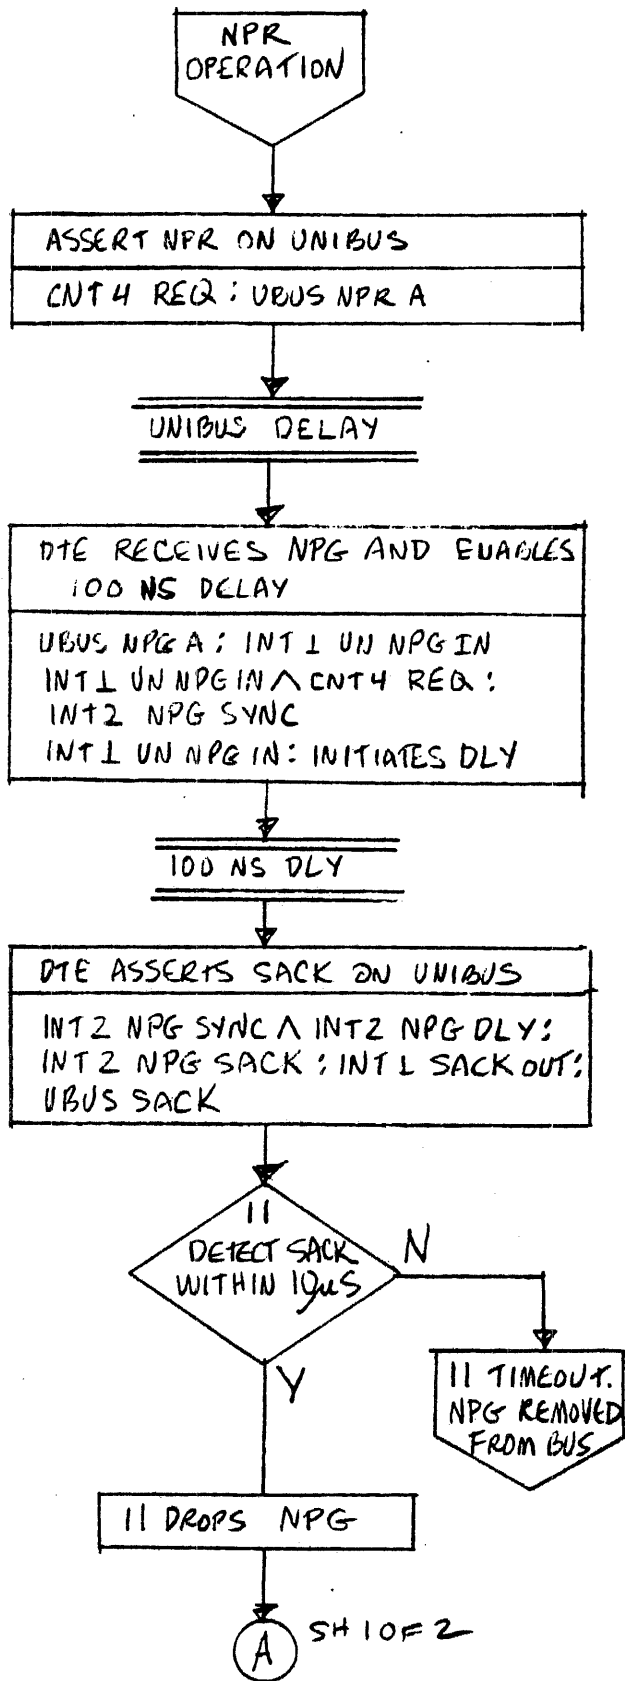 NPR
OPERATION
ASSERT NPR ON UNIBUS
CNT4 REQ : UBUS NPR A
UNIBUS DELAY
DTE RECEIVES NPG AND ENABLES
100 NS DELAY
UBUS NPG A : INT1 UN NPG IN
INT1 UN NPG IN ∧ CNT4 REQ :
INT2 NPG SYNC
INT1 UN NPG IN : INITIATES DLY
100 NS DLY
DTE ASSERTS SACK ON UNIBUS
INT2 NPG SYNC ∧ INT2 NPG DLY :
INT2 NPG SACK : INT1 SACK OUT :
UBUS SACK
11
DETECT SACK
WITHIN 10µS
N
Y
11 TIMEOUT.
NPG REMOVED
FROM BUS
11 DROPS NPG
A
SH 1 OF 2